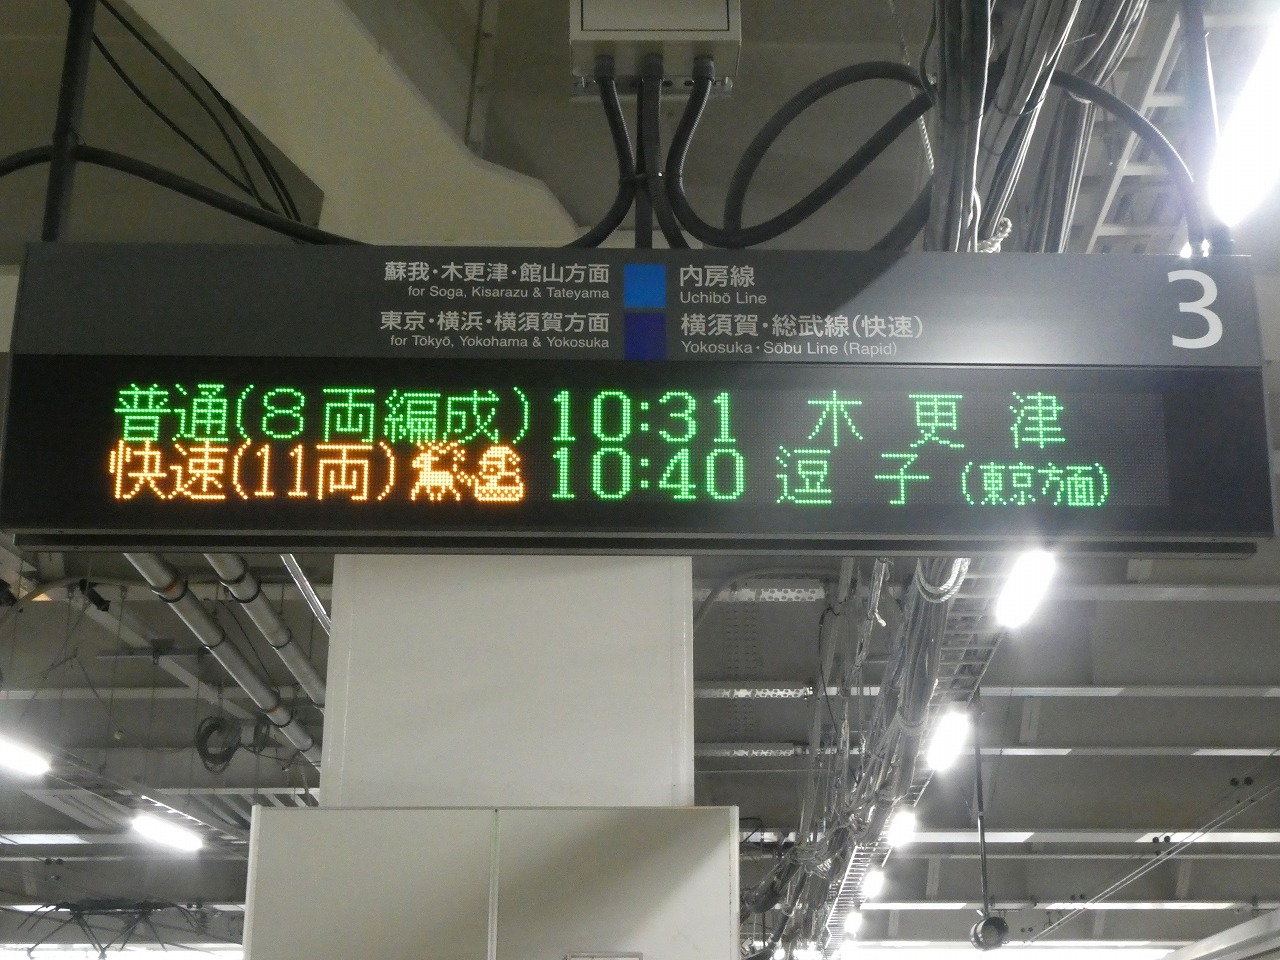 蘇我・木更津・館山方面 内房線
for Soga, Kisarazu & Tateyama Uchibō Line
東京・横浜・横須賀方面 横須賀・総武線(快速)
for Tōkyō, Yokohama & Yokosuka Yokosuka・Sōbu Line (Rapid)
3
普通(8両編成) 10:31 木更津
快速(11両) 10:40 逗子(東京方面)